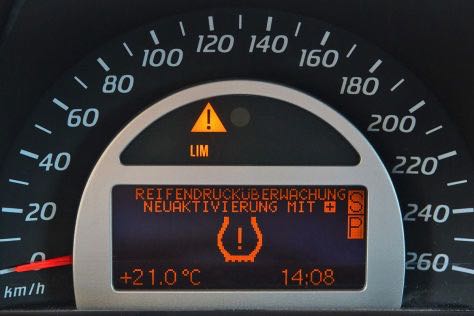 0
20
40
60
80
100
120
140
160
180
200
220
240
260
km/h
LIM
REIFENDRUCKÜBERWACHUNG
NEUAKTIVIERUNG MIT +
S
P
+21.0 °C 14:08